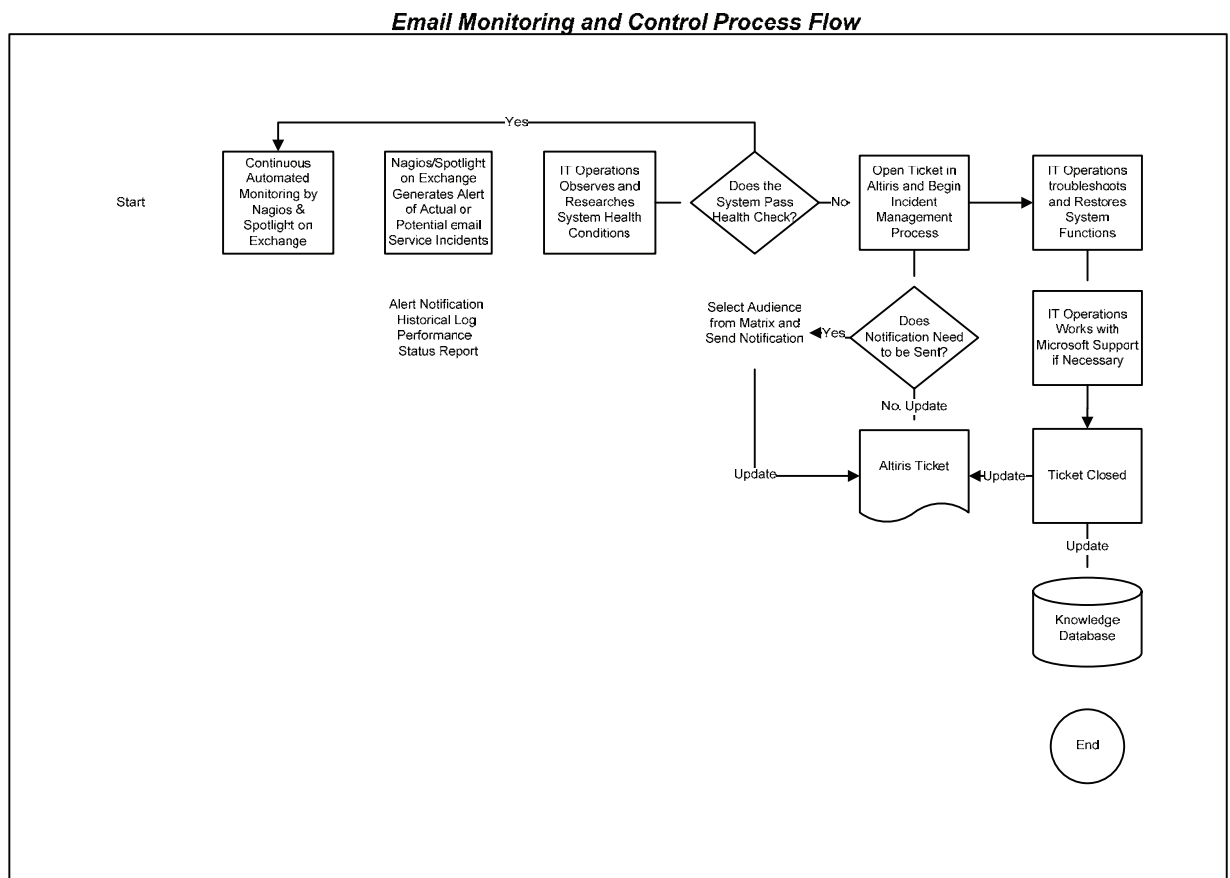 Email Monitoring and Control Process Flow
Yes
Start
Continuous
Automated
Monitoring by
Nagios &
Spotlight on
Exchange
Nagios/Spotlight
on Exchange
Generates Alert
of Actual or
Potential email
Service Incidents
IT Operations
Observes and
Researches
System Health
Conditions
Does the
System Pass
Health Check?
No
Open Ticket in
Altiris and Begin
Incident
Management
Process
IT Operations
troubleshoots
and Restores
System
Functions
Alert Notification
Historical Log
Performance
Status Report
Select Audience
from Matrix and
Send Notification
Yes
Does
Notification Need
to be Sent?
IT Operations
Works with
Microsoft Support
if Necessary
No. Update
Update
Altiris Ticket
Update
Ticket Closed
Update
Knowledge
Database
End